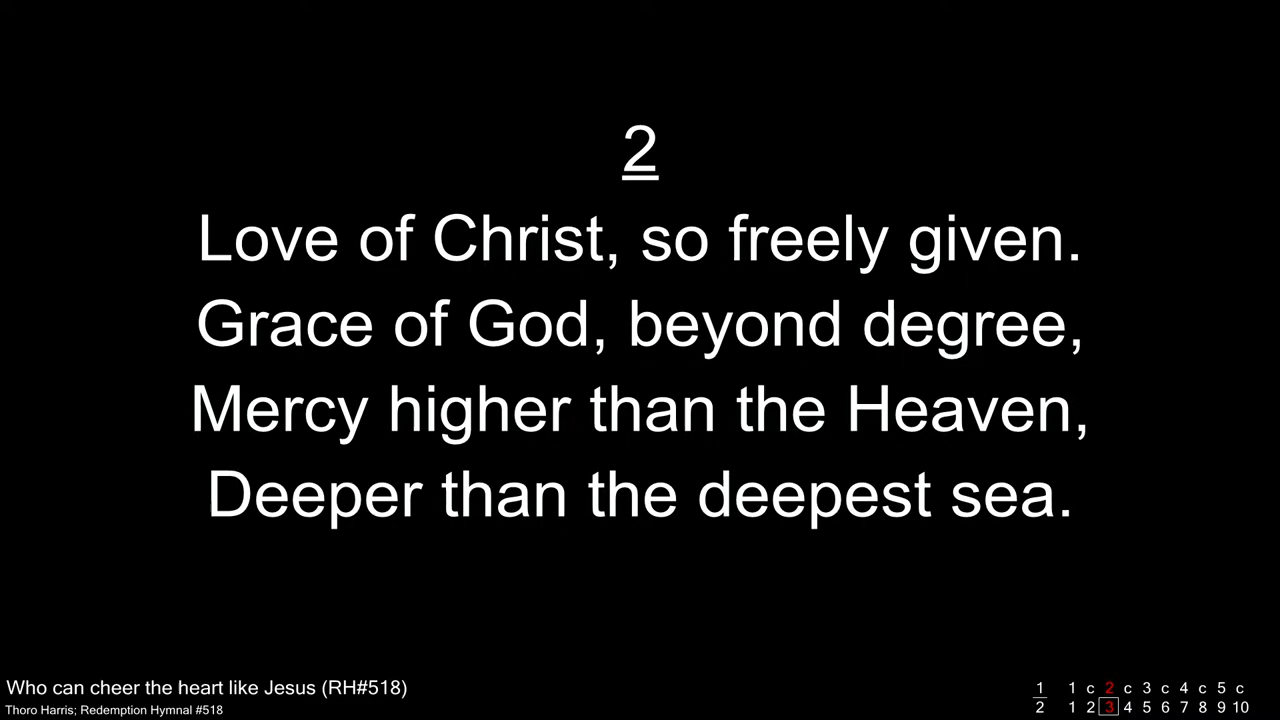 2
Love of Christ, so freely given.
Grace of God, beyond degree,
Mercy higher than the Heaven,
Deeper than the deepest sea.
Who can cheer the heart like Jesus (RH#518)
Thoro Harris; Redemption Hymnal #518
1 1 c 2 c 3 c 4 c 5 c
2 1 2 3 4 5 6 7 8 9 10